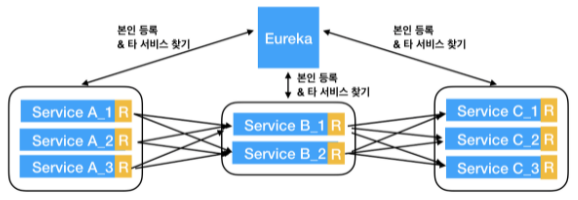 본인 등록
& 타 서비스 찾기
Eureka
본인 등록
& 타 서비스 찾기
본인 등록
& 타 서비스 찾기
Service A_1 R
Service A_2 R
Service A_3 R
Service B_1 R
Service B_2 R
Service C_1 R
Service C_2 R
Service C_3 R